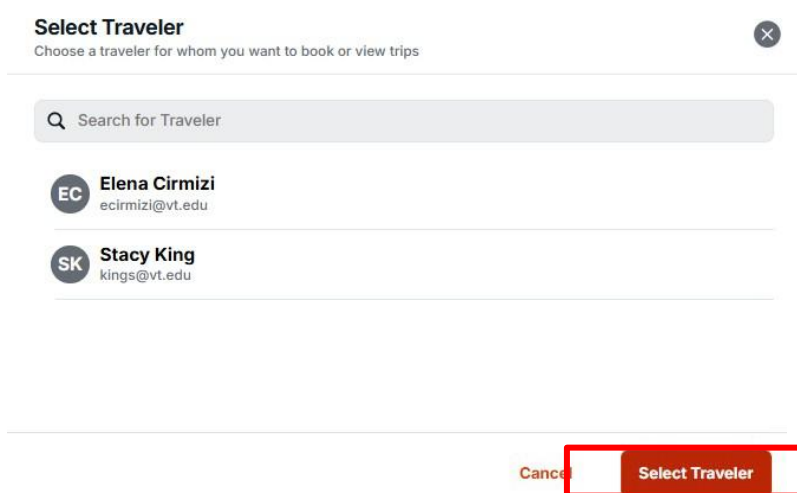 Select Traveler
Choose a traveler for whom you want to book or view trips
Search for Traveler
EC
Elena Cirmizi
ecirmizi@vt.edu
SK
Stacy King
kings@vt.edu
Cancel
Select Traveler